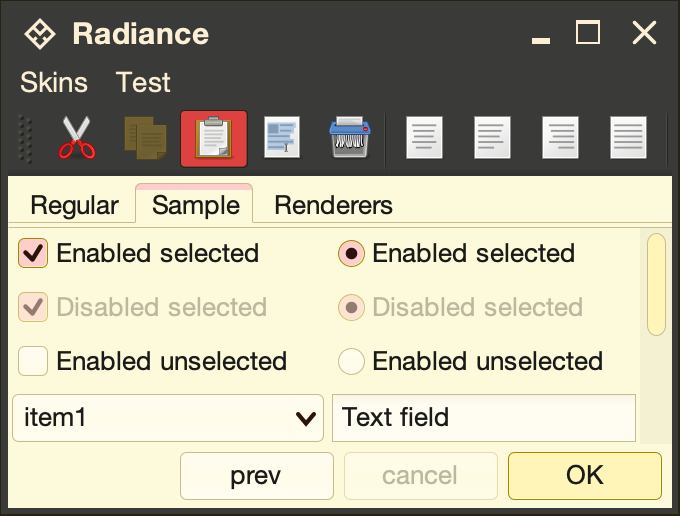 Radiance
Skins Test
Regular Sample Renderers
Enabled selected Enabled selected
Disabled selected Disabled selected
Enabled unselected Enabled unselected
item1 Text field
prev cancel OK